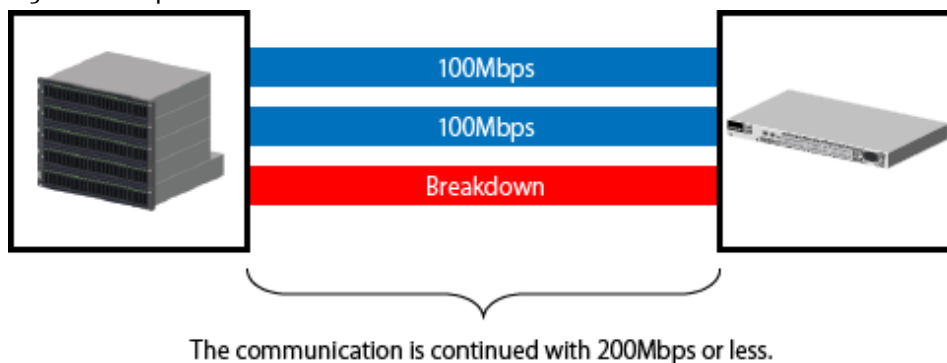 100Mbps
100Mbps
Breakdown
The communication is continued with 200Mbps or less.